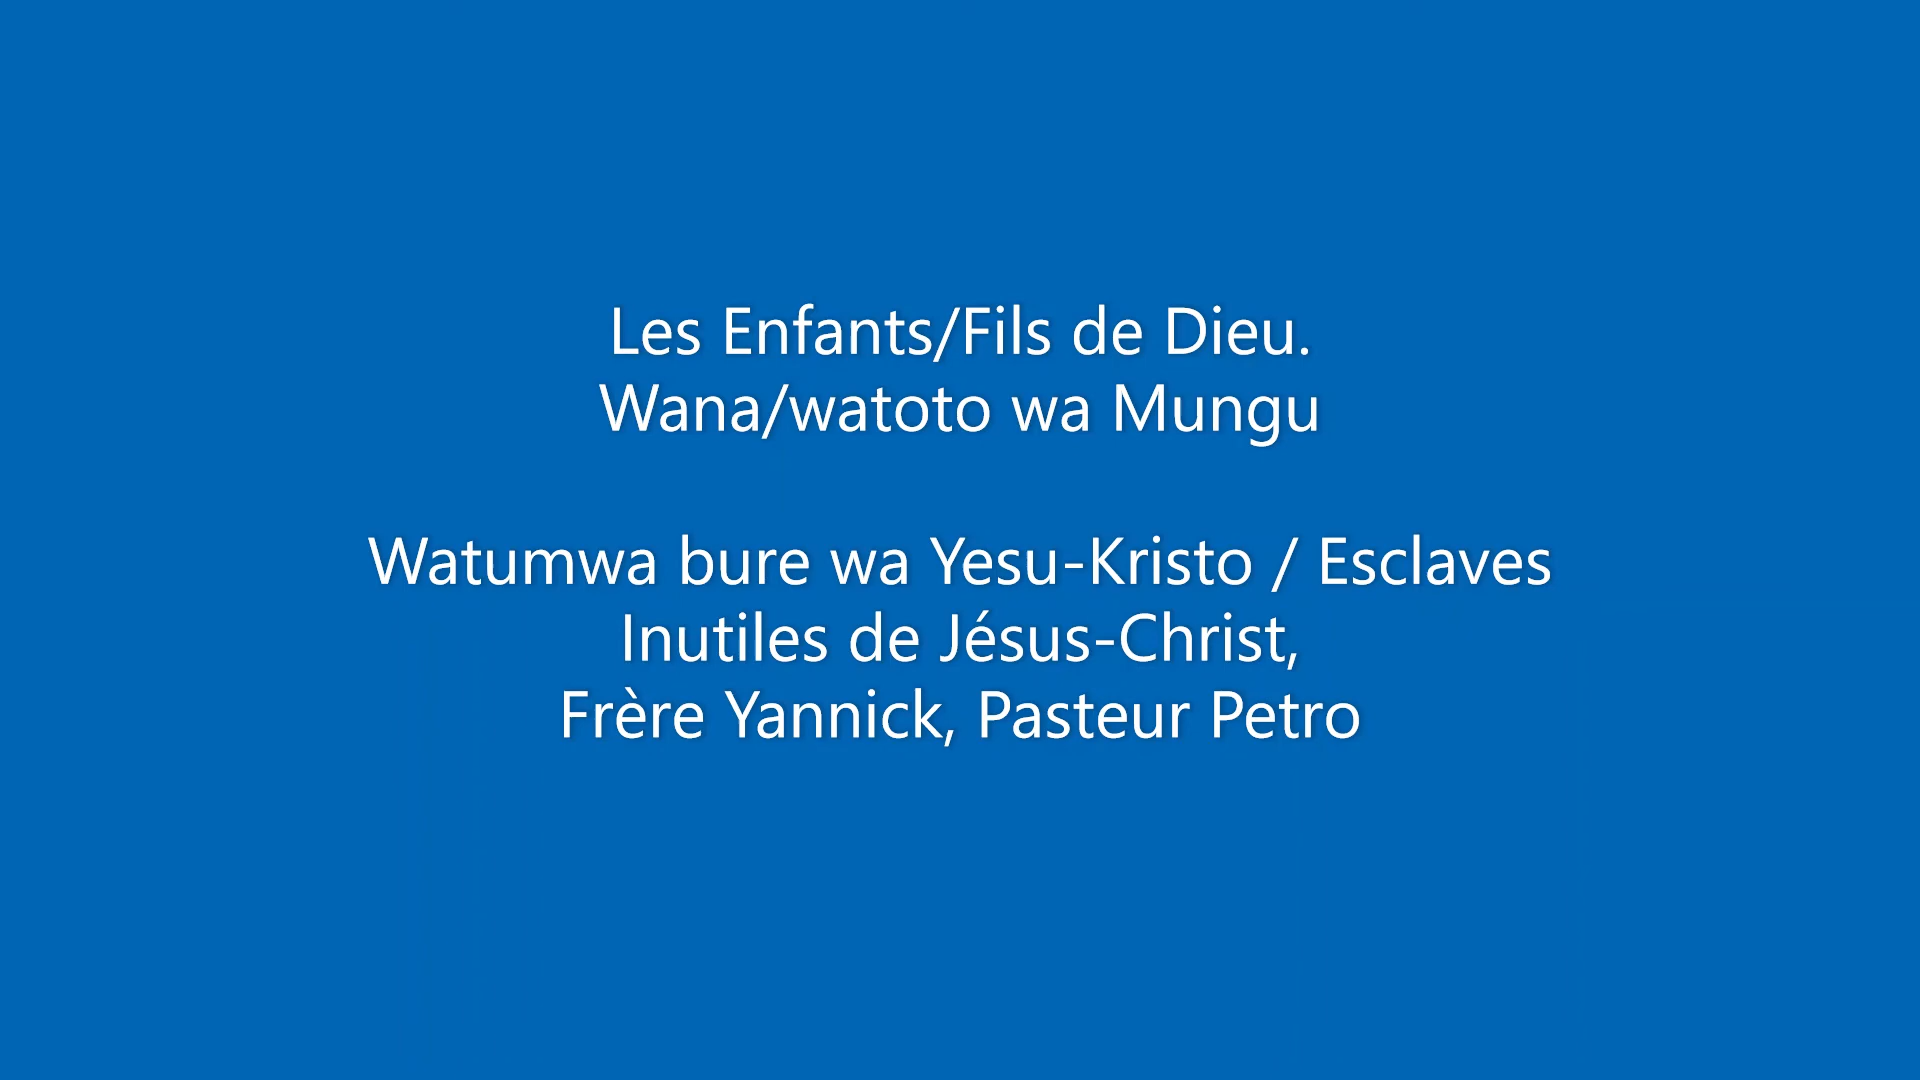 Les Enfants/Fils de Dieu.
Wana/watoto wa Mungu
Watumwa bure wa Yesu-Kristo / Esclaves
Inutiles de Jésus-Christ,
Frère Yannick, Pasteur Petro